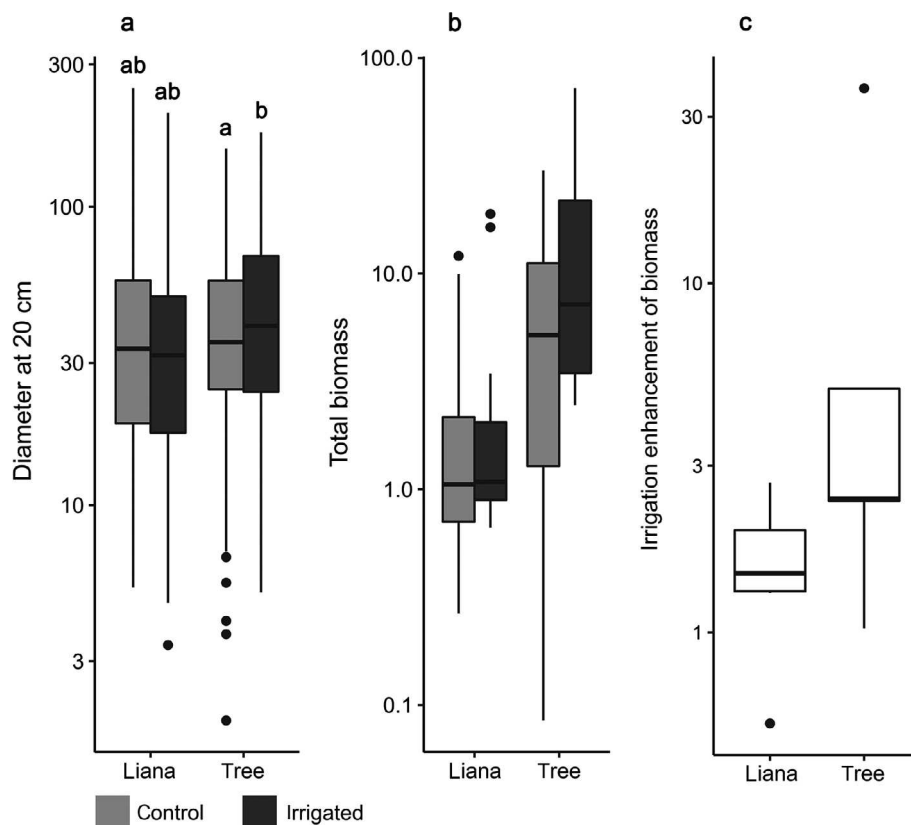 a
Diameter at 20 cm
300
100
30
10
3
ab
ab
a
b
Liana
Tree
b
Total biomass
100.0
10.0
1.0
0.1
Liana
Tree
c
Irrigation enhancement of biomass
30
10
3
1
Liana
Tree
Control
Irrigated